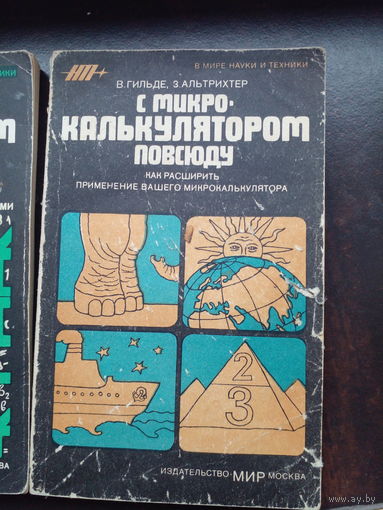 НТ
В МИРЕ НАУКИ И ТЕХНИКИ
В. ГИЛЬДЕ, З. АЛЬТРИХТЕР
С МИКРО-
КАЛЬКУЛЯТОРОМ
ПОВСЮДУ
КАК РАСШИРИТЬ
ПРИМЕНЕНИЕ ВАШЕГО МИКРОКАЛЬКУЛЯТОРА
2
3
ИЗДАТЕЛЬСТВО·МИР МОСКВА
www.ay.by